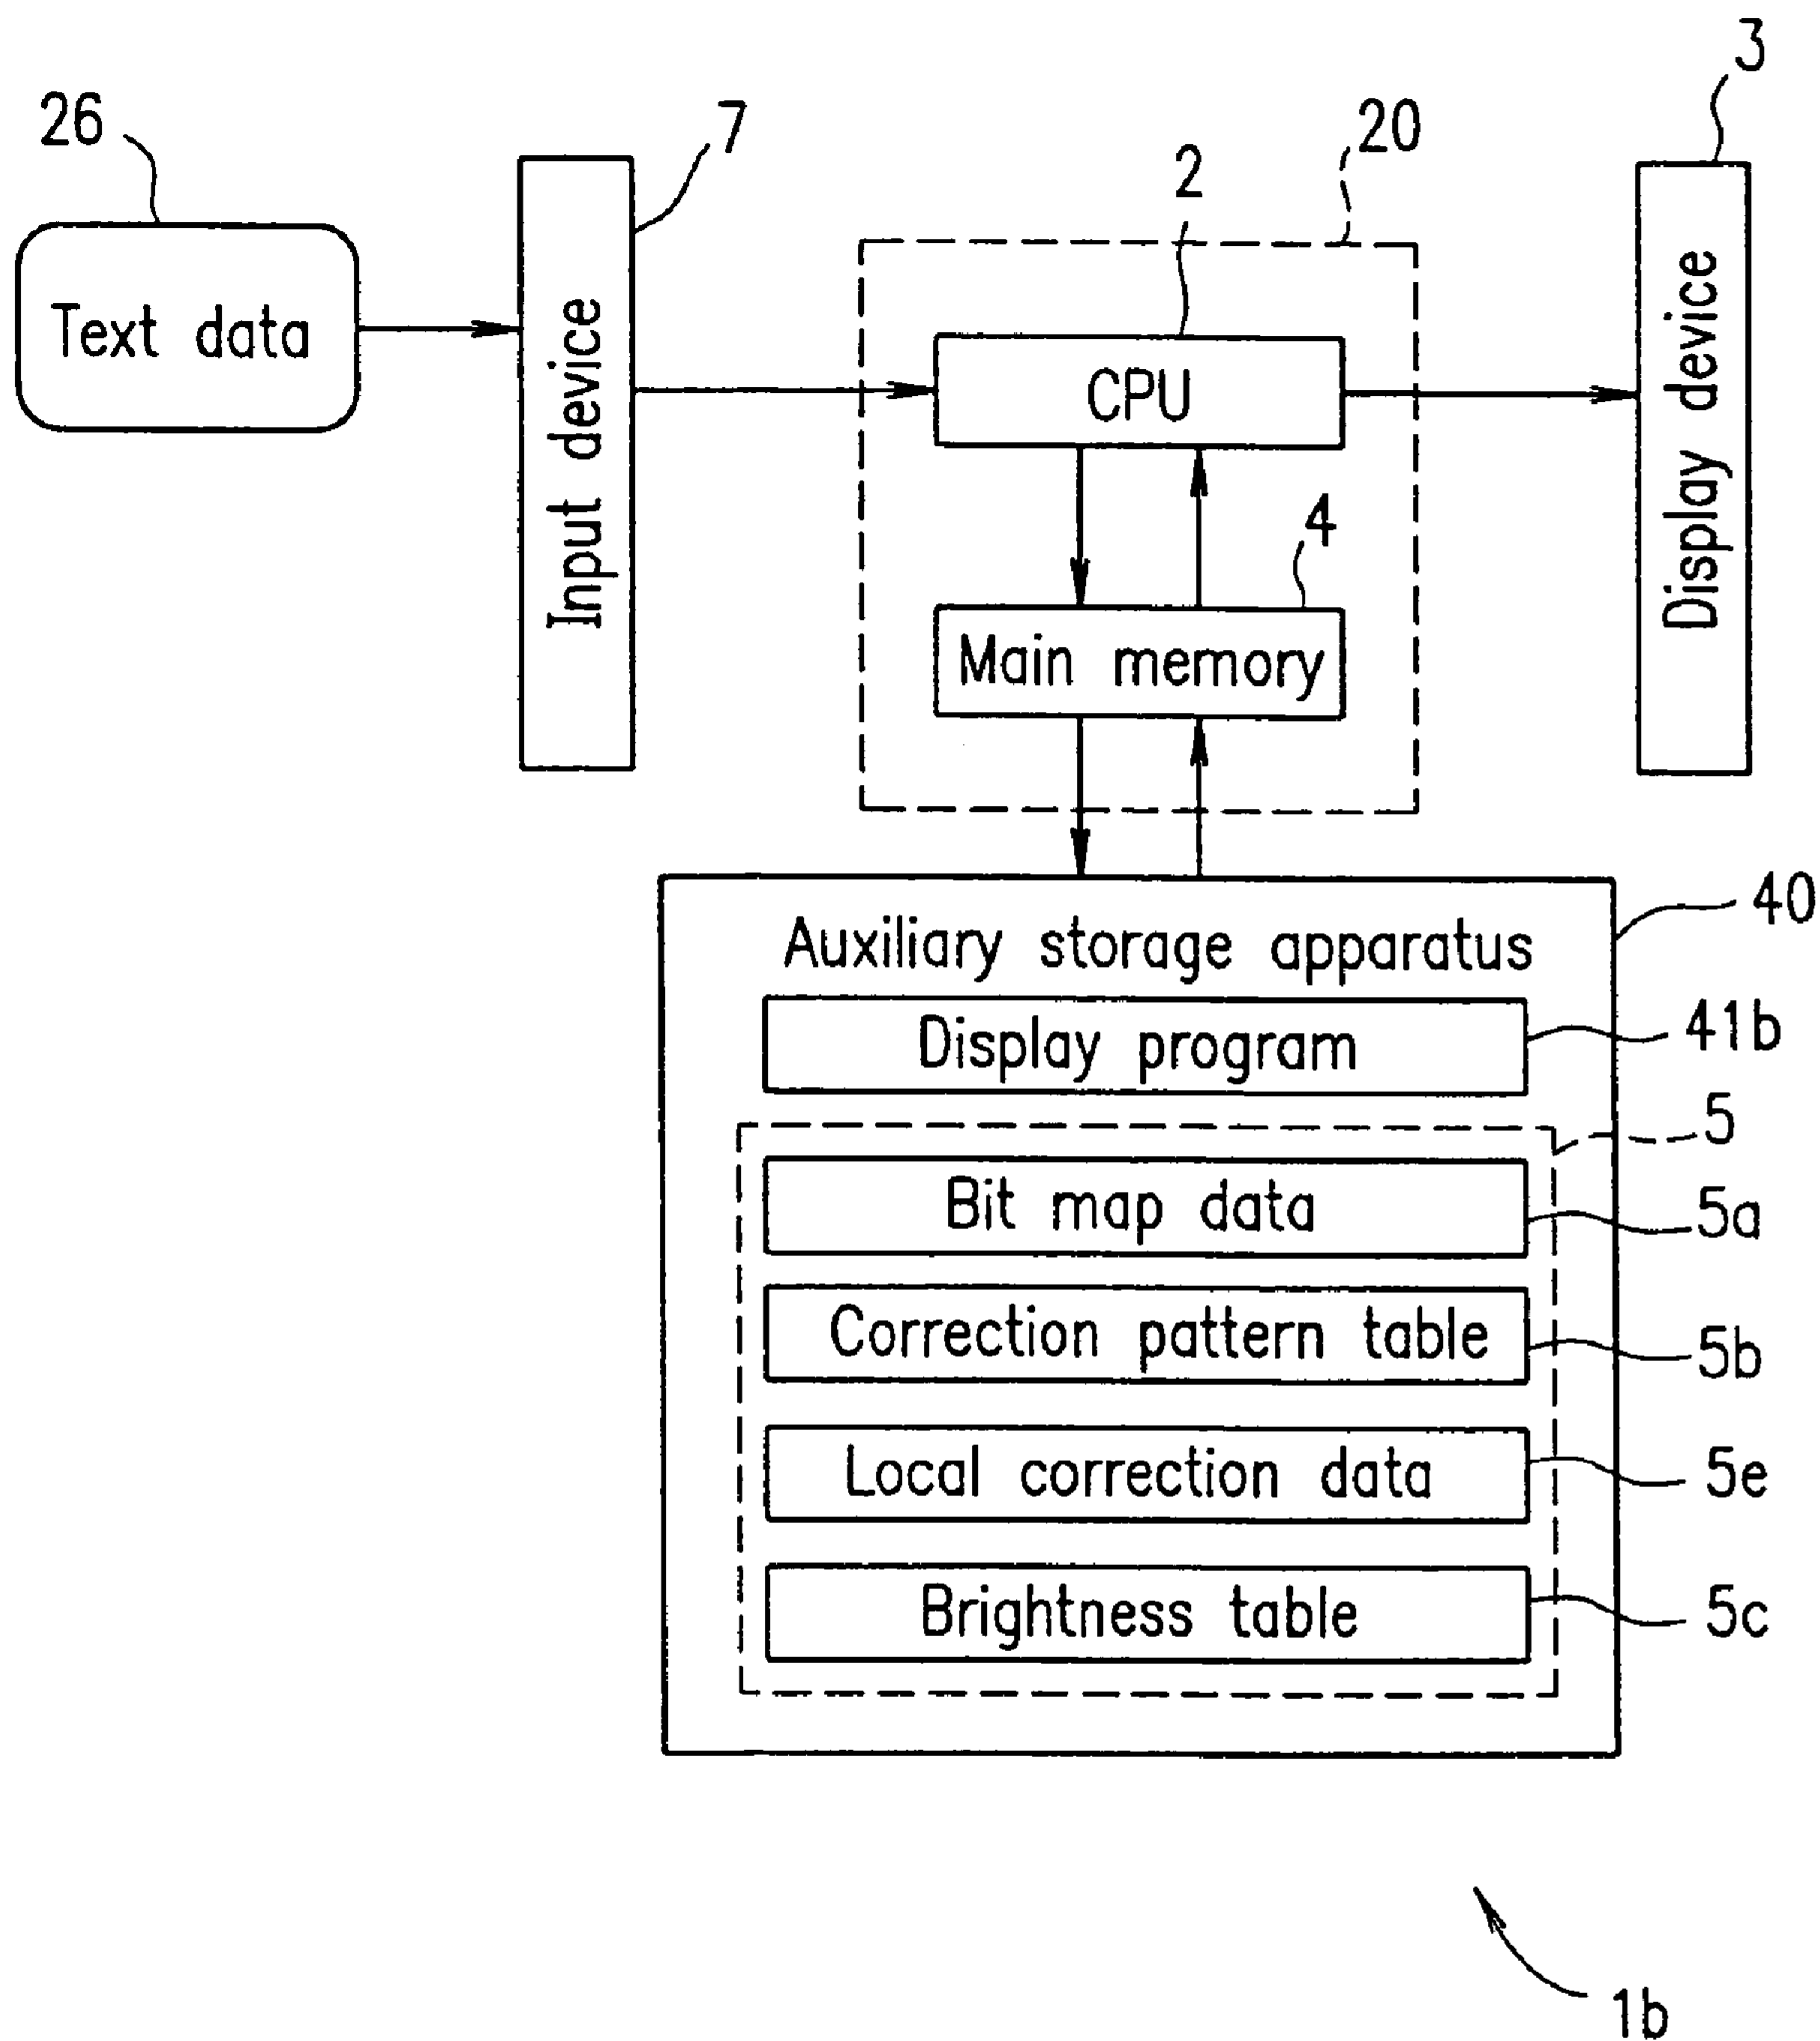 3
26
7
20
2
Text data
Input device
CPU
Display device
4
Main memory
40
Auxiliary storage apparatus
Display program
41b
5
Bit map data
5a
Correction pattern table
5b
Local correction data
5e
Brightness table
5c
1b